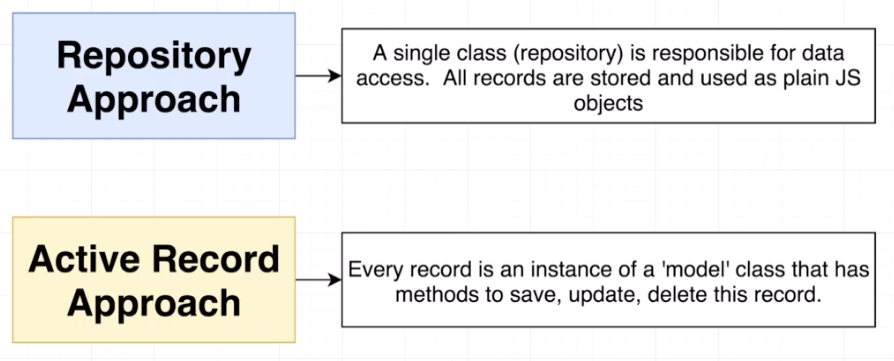 Repository
Approach
A single class (repository) is responsible for data
access.  All records are stored and used as plain JS
objects
Active Record
Approach
Every record is an instance of a 'model' class that has
methods to save, update, delete this record.